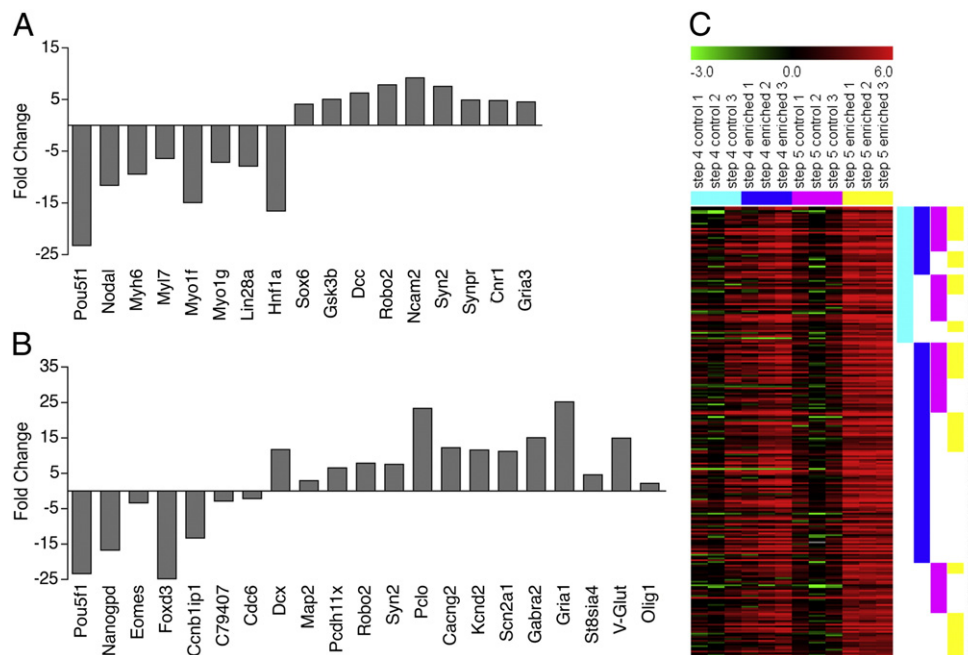 A
15
5
-5
-15
-25
Fold Change
Pou5f1
Nodal
Myh6
Myl7
Myo1f
Myo1g
Lin28a
Hnf1a
Sox6
Gsk3b
Dcc
Robo2
Ncam2
Syn2
Synpr
Cnr1
Gria3
B
35
25
15
5
-5
-15
-25
Fold Change
Pou5f1
Nanogpd
Eomes
Foxd3
Ccnb1ip1
C79407
Cdc6
Dcx
Map2
Pcdh11x
Robo2
Syn2
Pclo
Cacng2
Kcnd2
Scn2a1
Gabra2
Gria1
St8sia4
V-Glut
Olig1
C
-3.0 0.0 6.0
step 4 control 1
step 4 control 2
step 4 control 3
step 4 enriched 1
step 4 enriched 2
step 4 enriched 3
step 5 control 1
step 5 control 2
step 5 control 3
step 5 enriched 1
step 5 enriched 2
step 5 enriched 3